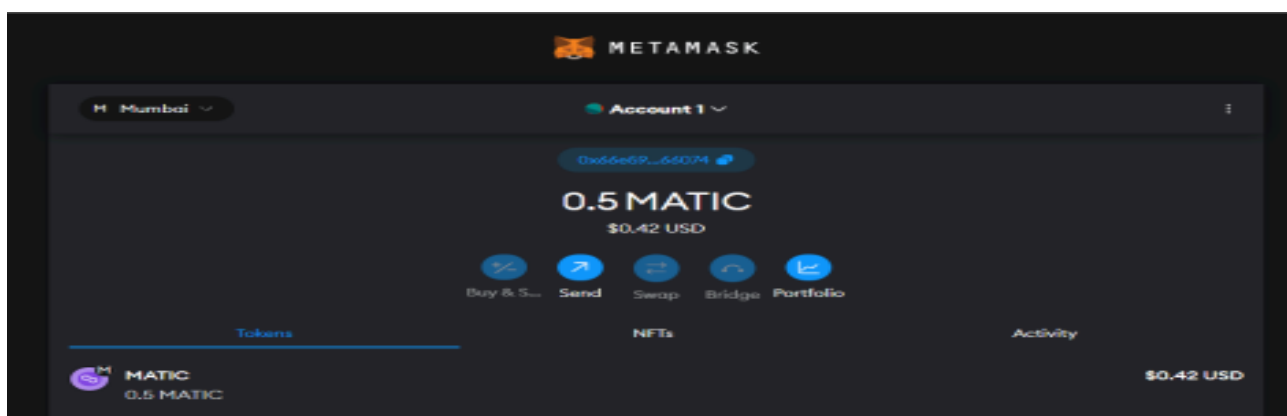 METAMASK
M Mumbai
Account 1
0x66e59...66074
0.5 MATIC
$0.42 USD
Buy & S... Send Swap Bridge Portfolio
Tokens NFTs Activity
M
MATIC $0.42 USD
0.5 MATIC